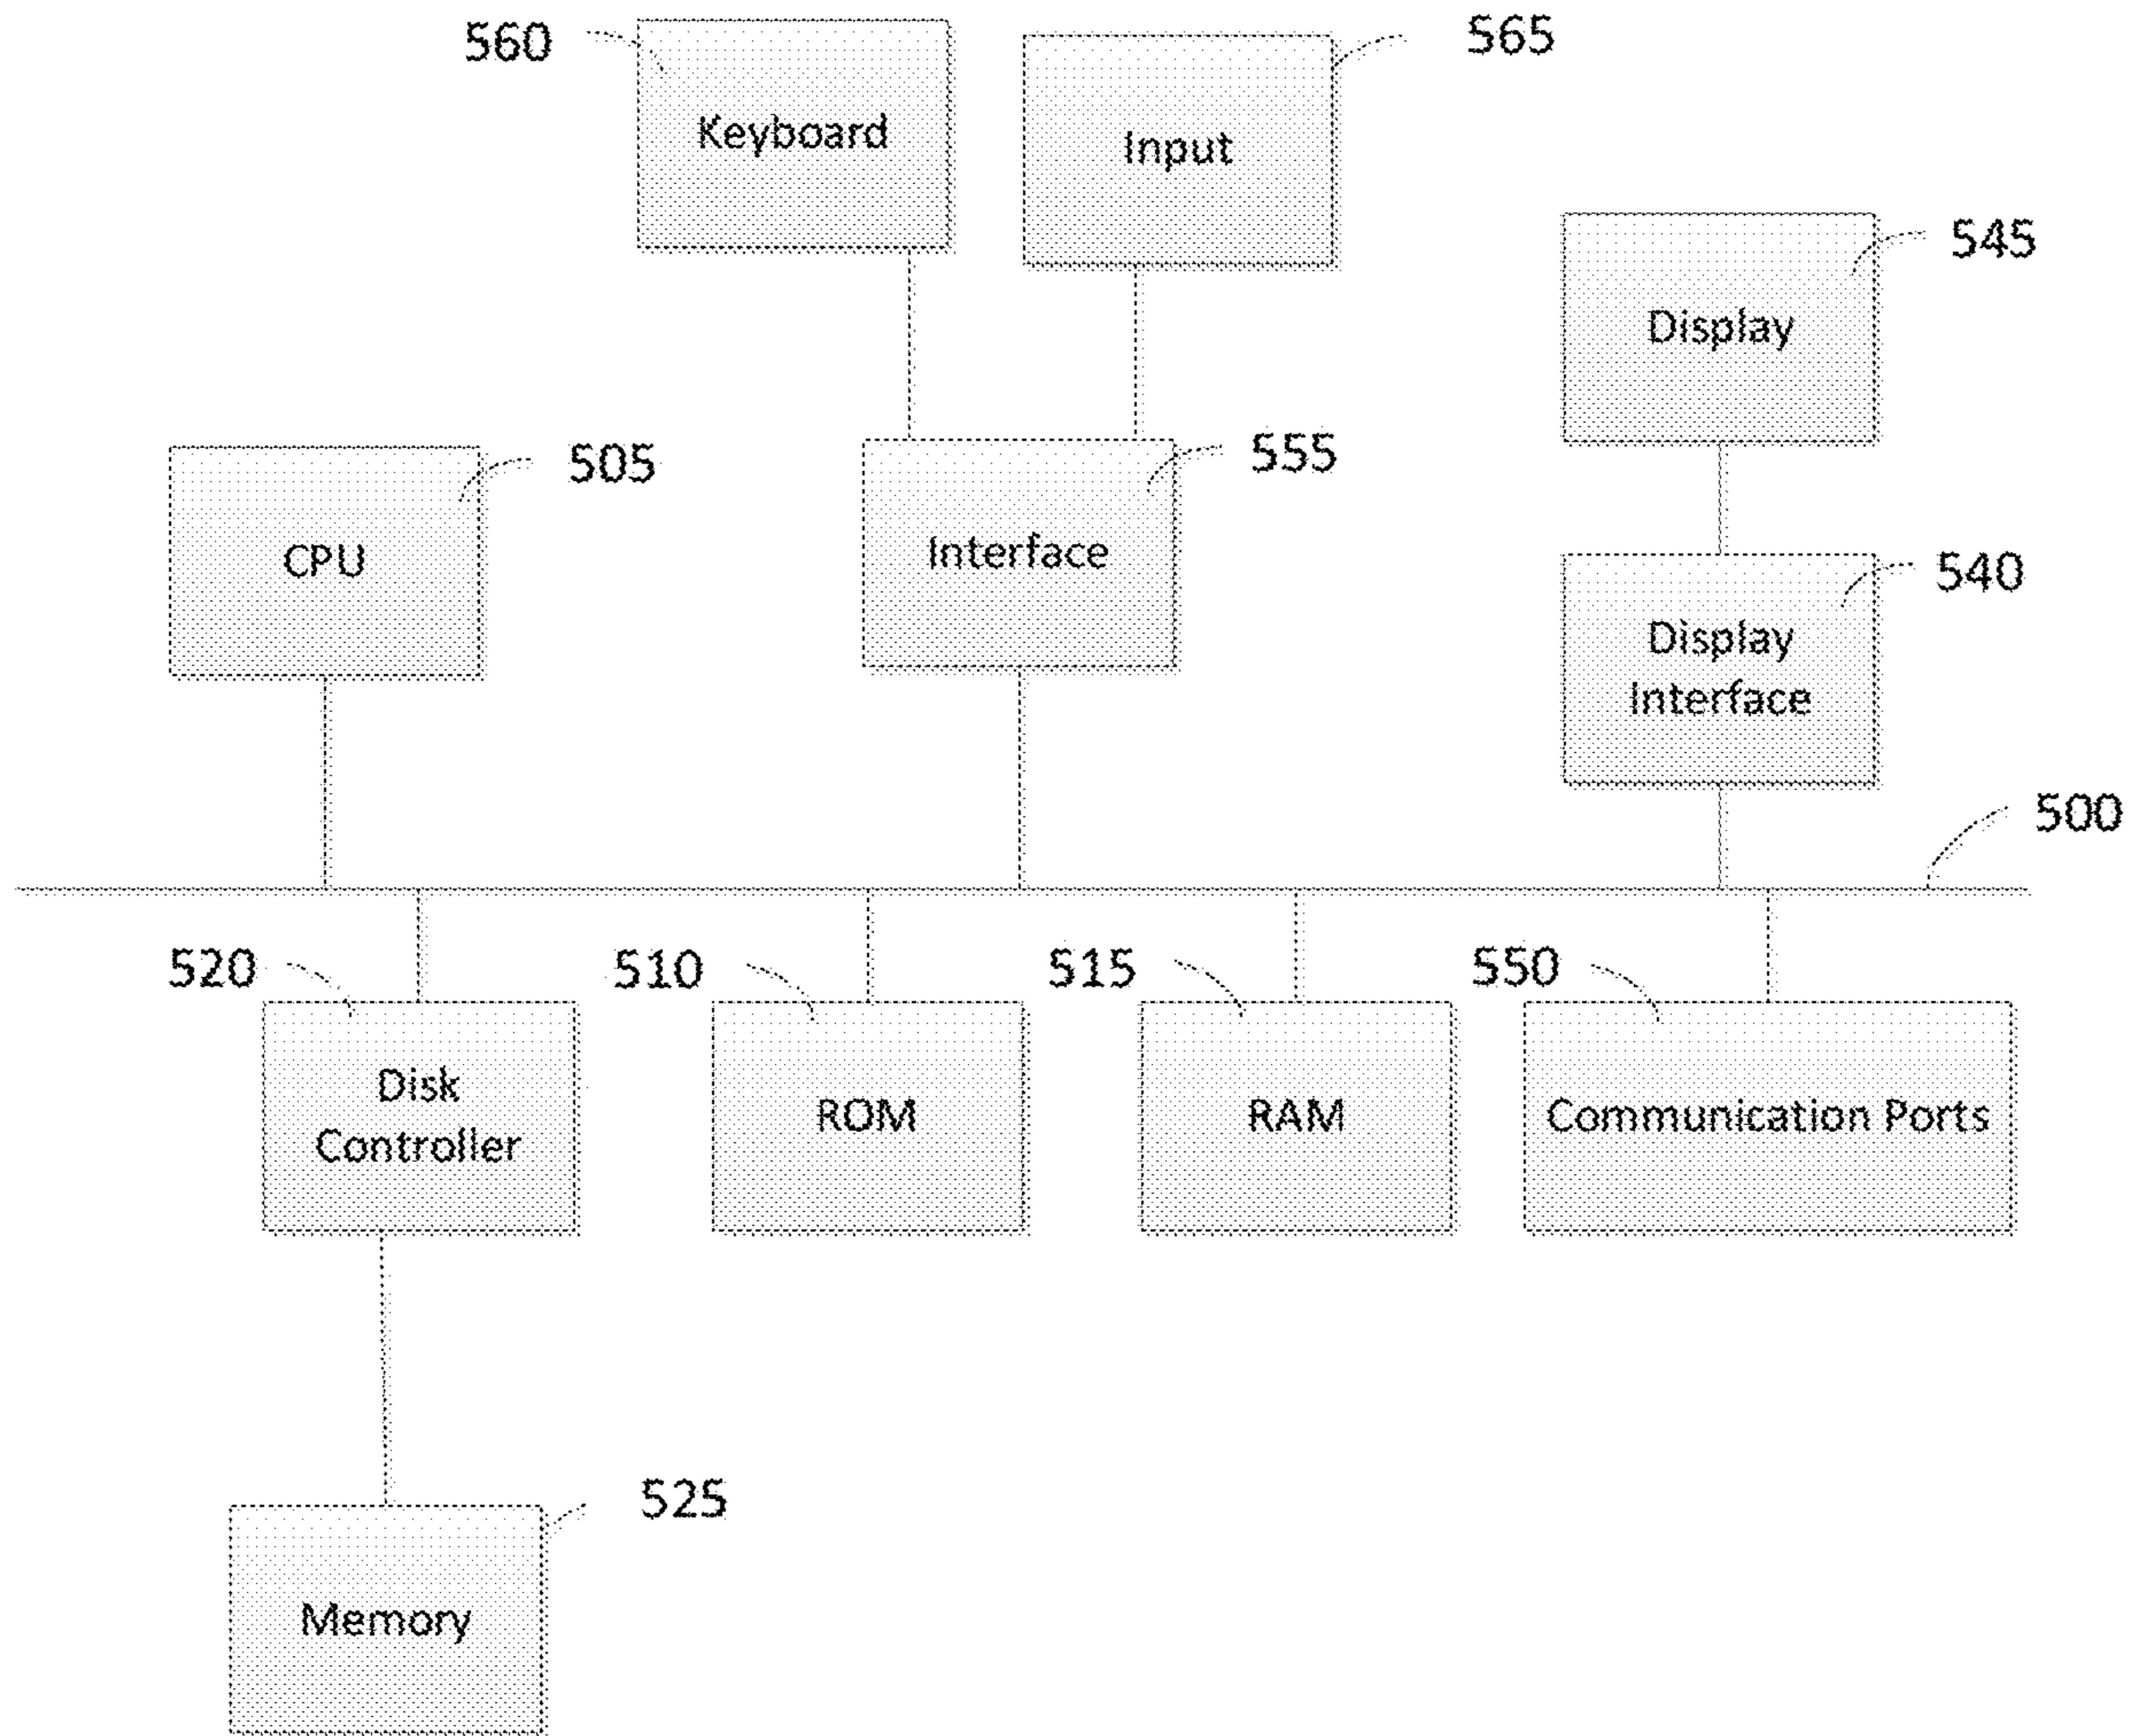 560
Keyboard
565
Input
545
Display
505
CPU
555
Interface
540
Display
Interface
500
520
Disk
Controller
510
ROM
515
RAM
550
Communication Ports
525
Memory